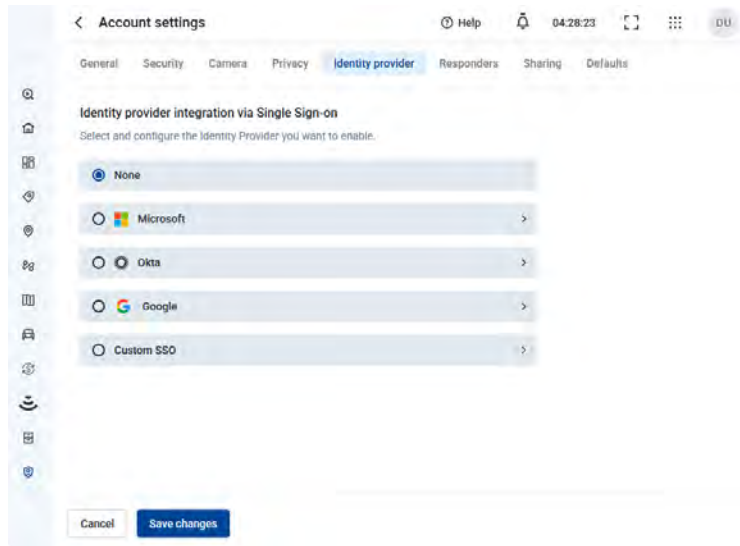 Account settings
Help
04:28:23
DU
General Security Camera Privacy Identity provider Responders Sharing Defaults
Identity provider integration via Single Sign-on
Select and configure the Identity Provider you want to enable.
None
Microsoft
Okta
Google
Custom SSO
Cancel Save changes